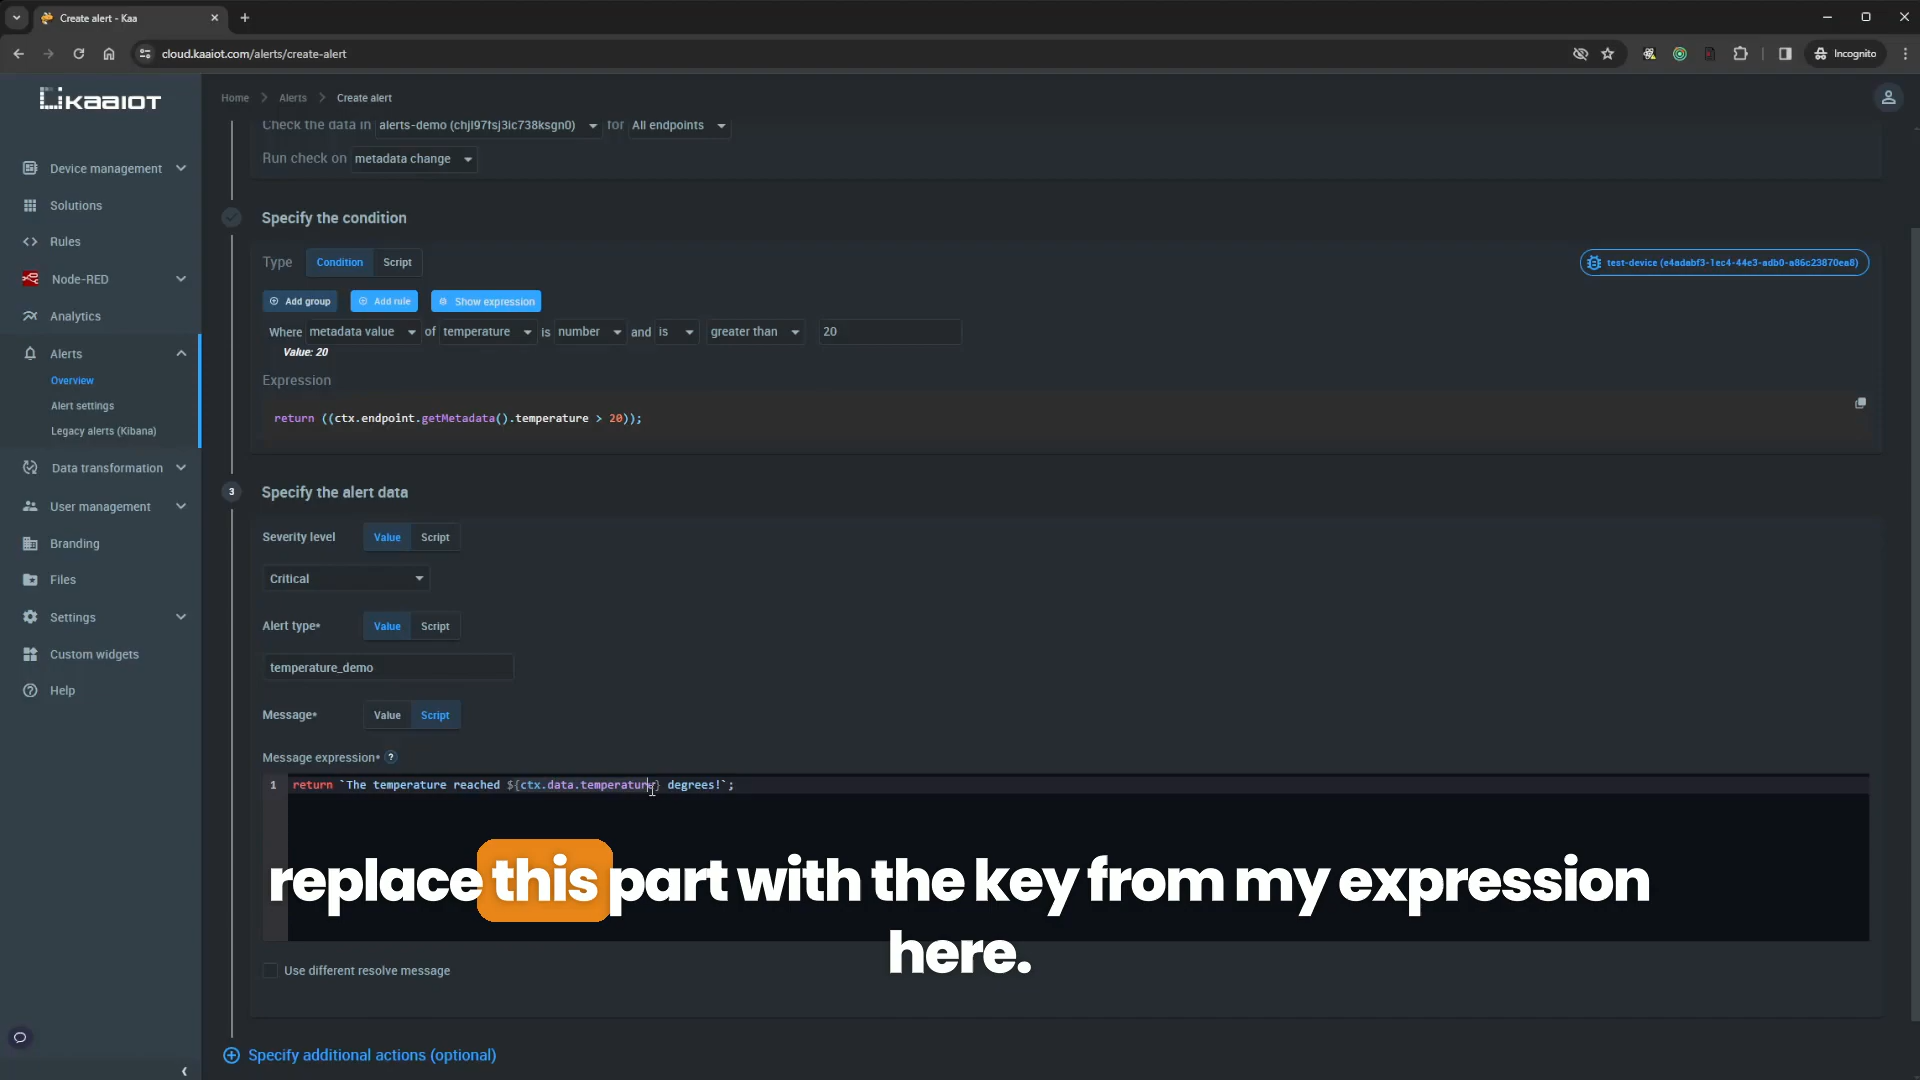 Create alert - Kaa
cloud.kaaiot.com/alerts/create-alert
Incognito
KaaIoT
Home > Alerts > Create alert
Device management
Solutions
Rules
Node-RED
Analytics
Alerts
Overview
Alert settings
Legacy alerts (Kibana)
Data transformation
User management
Branding
Files
Settings
Custom widgets
Help
Check the data in alerts-demo (chjl97fsj3ic738ksgn0) for All endpoints
Run check on metadata change
Specify the condition
Type Condition Script
test-device (e4adabf3-1ec4-44e3-adb0-a86c23870ea8)
Add group Add rule Show expression
Where metadata value of temperature is number and is greater than 20
Value: 20
Expression
return ((ctx.endpoint.getMetadata().temperature > 20));
3 Specify the alert data
Severity level Value Script
Critical
Alert type* Value Script
temperature_demo
Message* Value Script
Message expression* ?
1 return `The temperature reached ${ctx.data.temperature} degrees!`;
replace this part with the key from my expression
here.
Use different resolve message
Specify additional actions (optional)